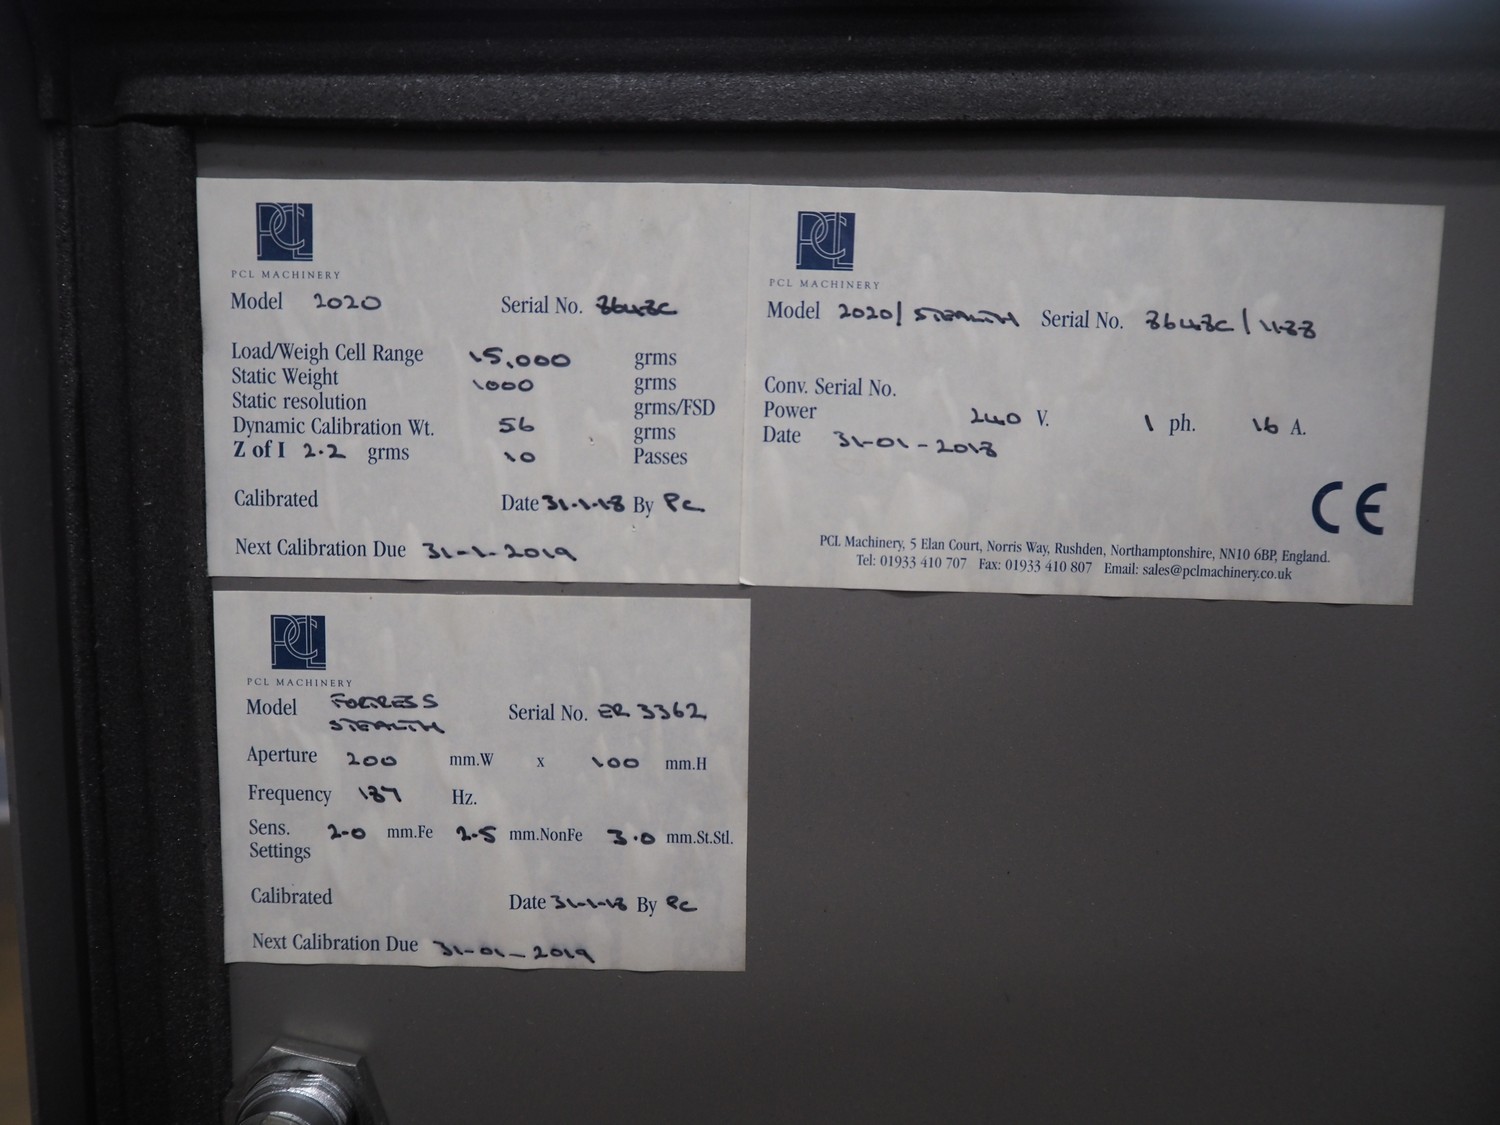 PCL MACHINERY
Model 2020 Serial No. 8648C
Load/Weigh Cell Range 15,000 grms
Static Weight 1000 grms
Static resolution grms/FSD
Dynamic Calibration Wt. 56 grms
Z of I 2.2 grms 10 Passes
Calibrated Date 31.1.18 By PC
Next Calibration Due 31-1-2019
PCL MACHINERY
Model 2020/STEALTH Serial No. 8648C/1188
Conv. Serial No.
Power 240 V. 1 ph. 16 A.
Date 31-01-2018
CE
PCL Machinery, 5 Elan Court, Norris Way, Rushden, Northamptonshire, NN10 6BP, England.
Tel: 01933 410 707 Fax: 01933 410 807 Email: sales@pclmachinery.co.uk
PCL MACHINERY
Model FORTRESS
STEALTH Serial No. ER 3362
Aperture 200 mm.W x 100 mm.H
Frequency 187 Hz.
Sens. 2.0 mm.Fe 2.5 mm.NonFe 3.0 mm.St.Stl.
Settings
Calibrated Date 31-1-18 By PC
Next Calibration Due 31-01-2019